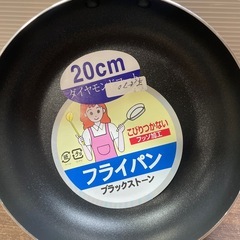 20cm
ダイヤモンドコート
こびりつかない
フッソ加工
フライパン
ブラックストーン